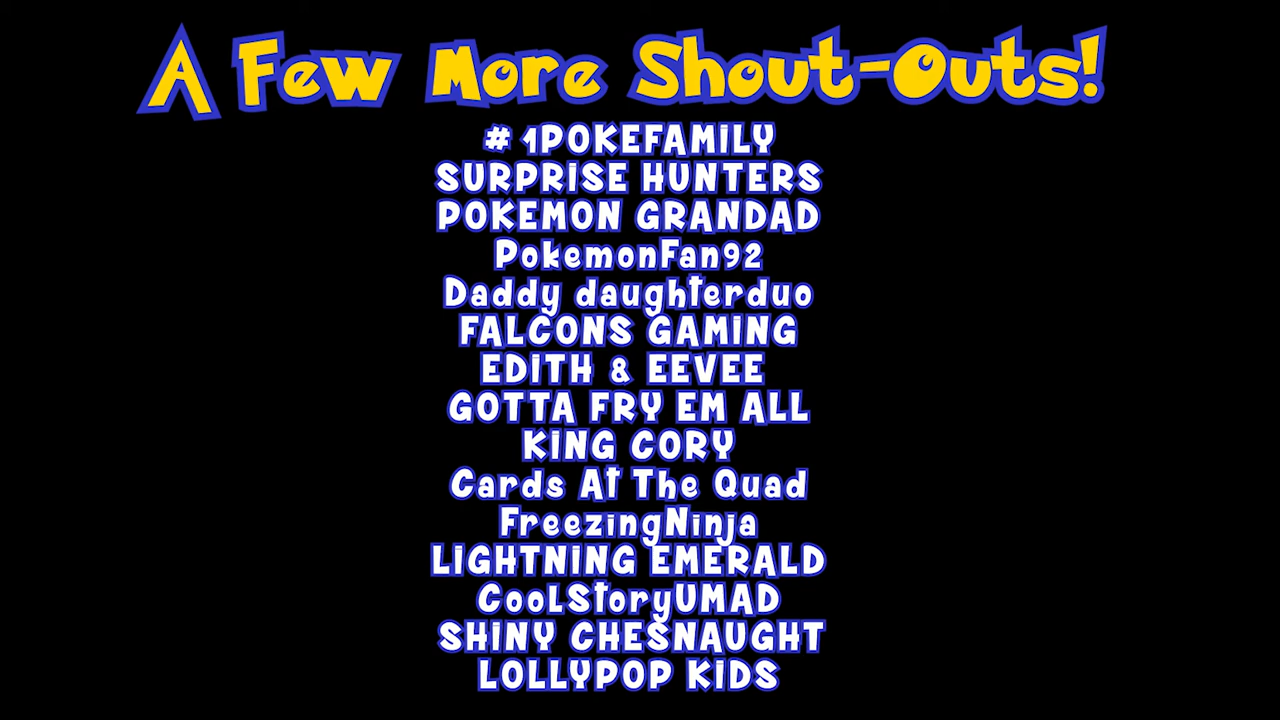 A Few More Shout-Outs!
# 1POKEFAMILY
SURPRISE HUNTERS
POKEMON GRANDAD
PokemonFan92
Daddy daughterduo
FALCONS GAMING
EDITH & EEVEE
GOTTA FRY EM ALL
KING CORY
Cards At The Quad
FreezingNinja
LIGHTNING EMERALD
CooLStoryUMAD
SHINY CHESNAUGHT
LOLLYPOP KIDS